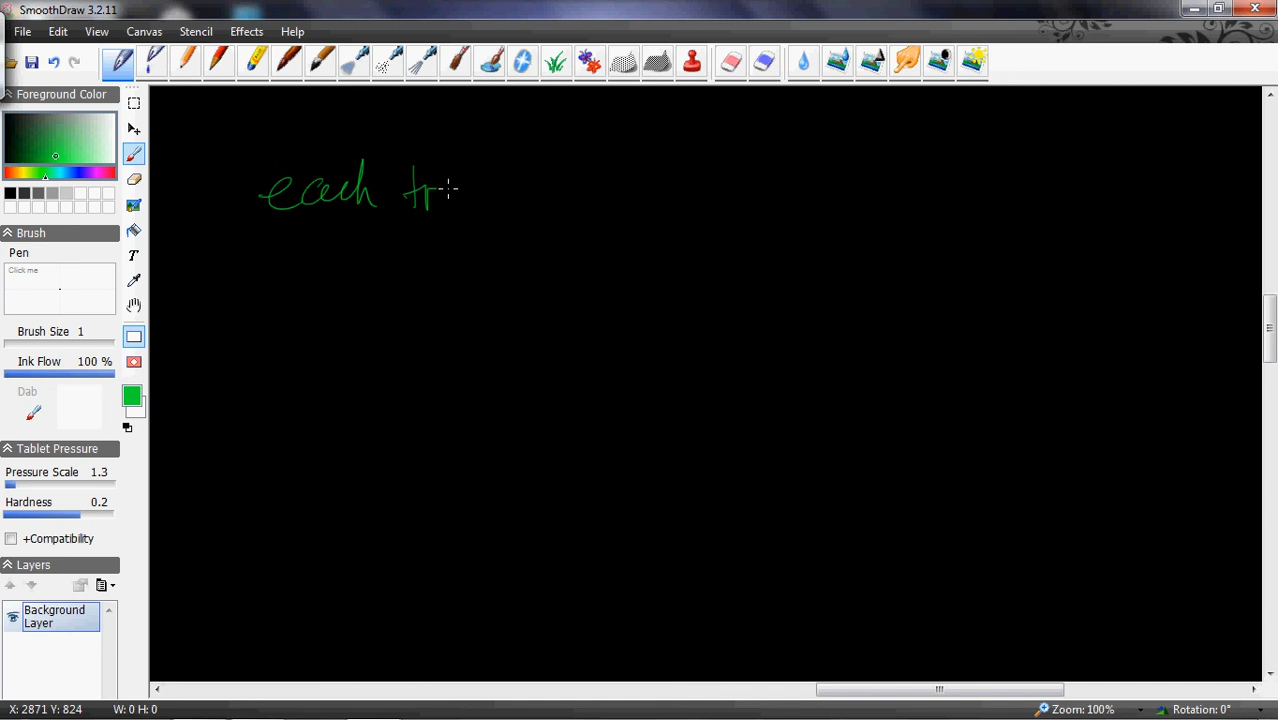 SmoothDraw 3.2.11
File Edit View Canvas Stencil Effects Help
Foreground Color
Brush
Pen
Click me
Brush Size 1
Ink Flow 100 %
Dab
Tablet Pressure
Pressure Scale 1.3
Hardness 0.2
+Compatibility
Layers
Background
Layer
each tr
X: 2871 Y: 824 W: 0 H: 0 Zoom: 100% Rotation: 0°